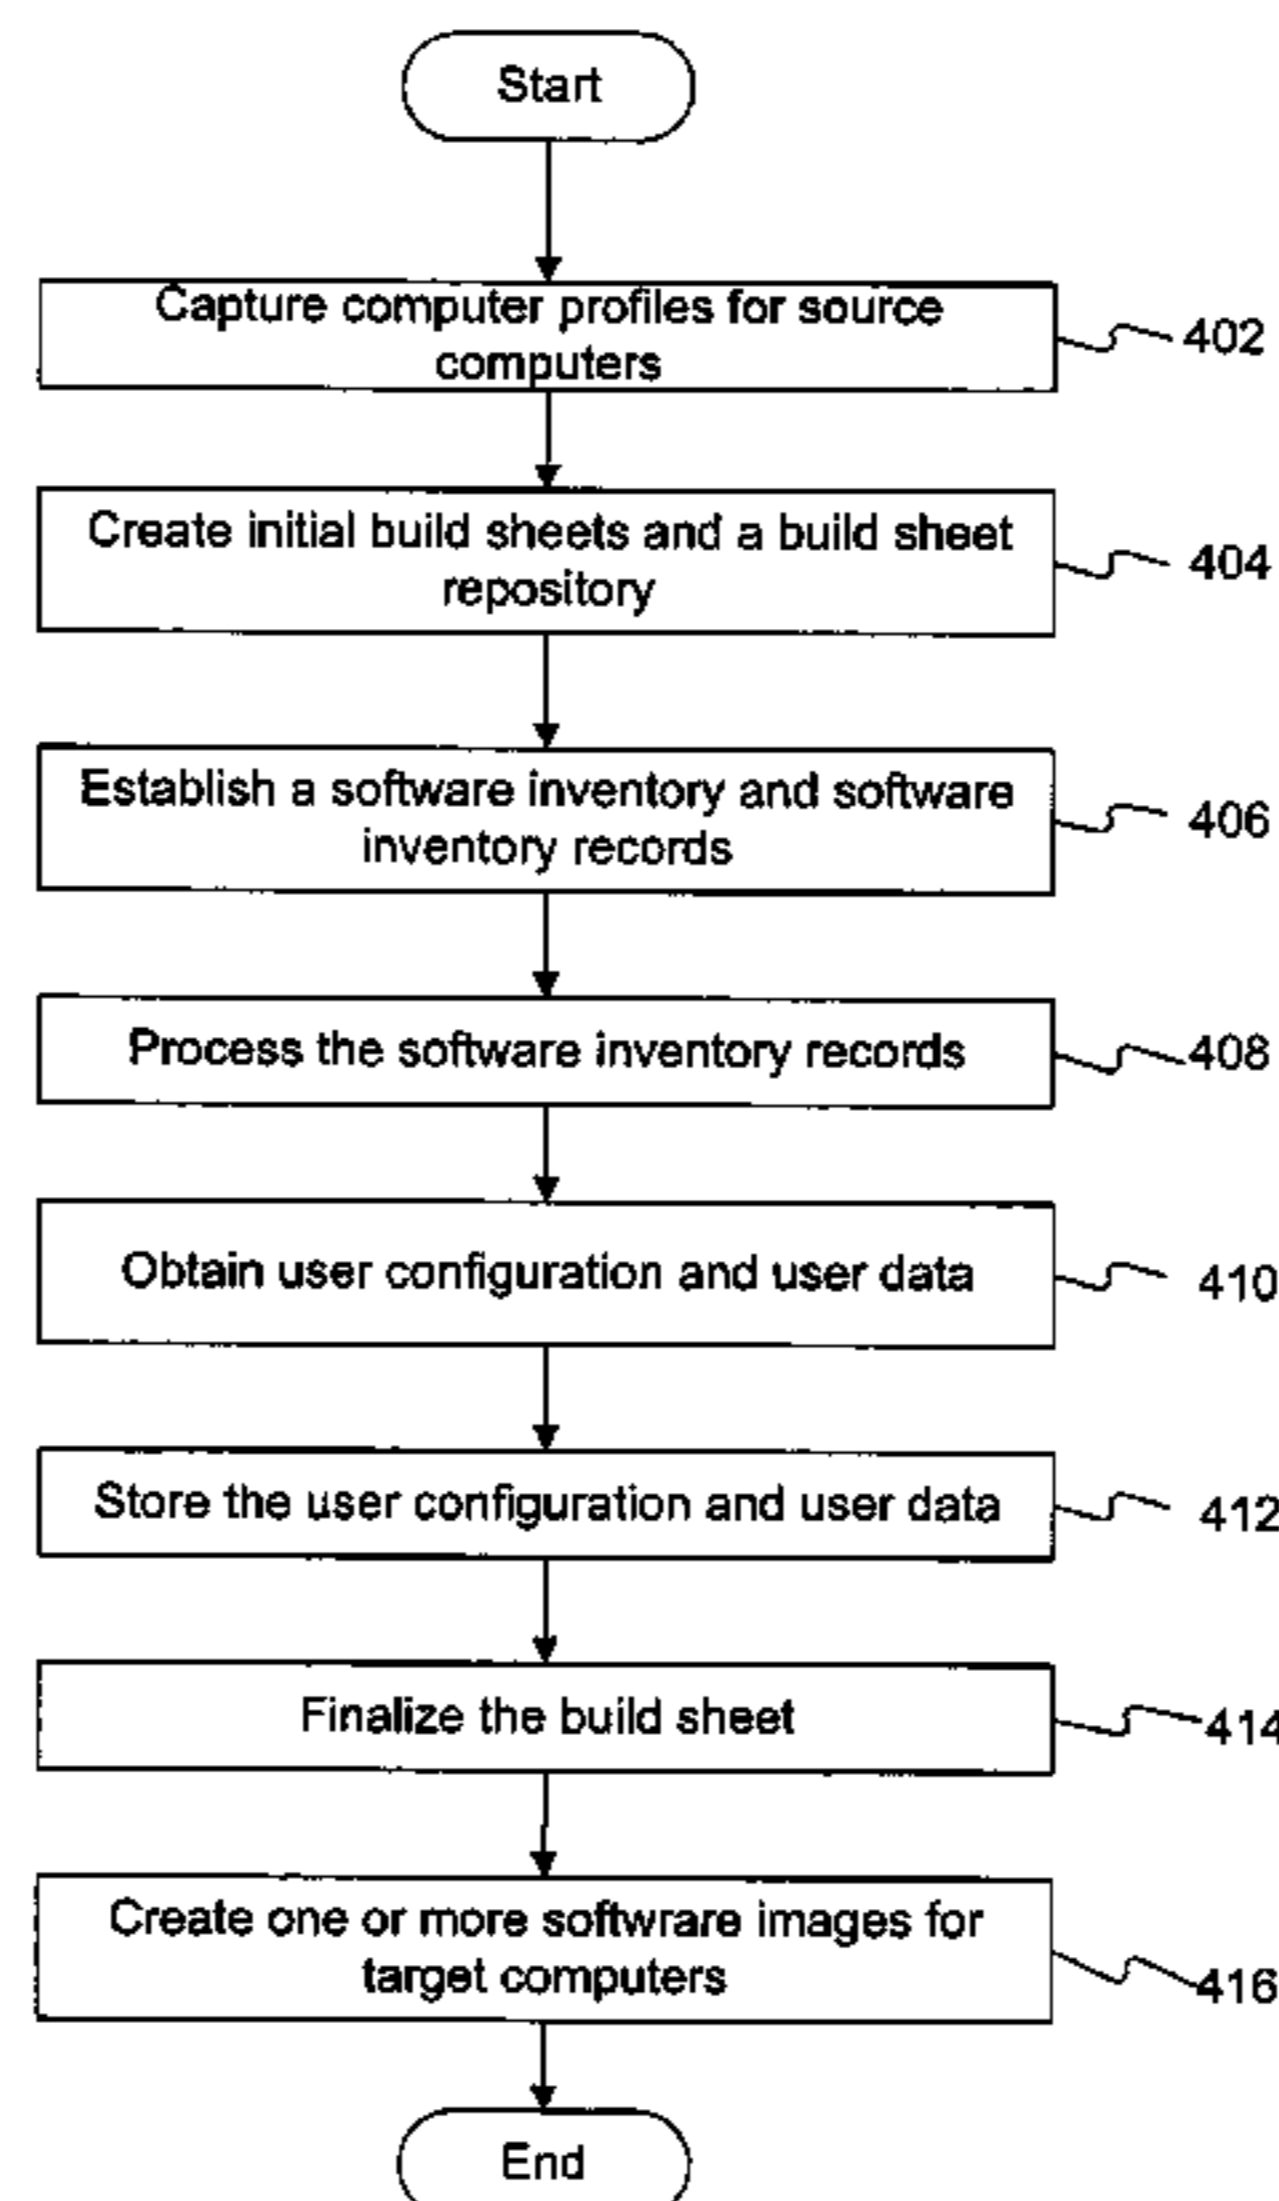 Start
Capture computer profiles for source
computers
402
Create initial build sheets and a build sheet
repository
404
Establish a software inventory and software
inventory records
406
Process the software inventory records
408
Obtain user configuration and user data
410
Store the user configuration and user data
412
Finalize the build sheet
414
Create one or more softwrare images for
target computers
416
End